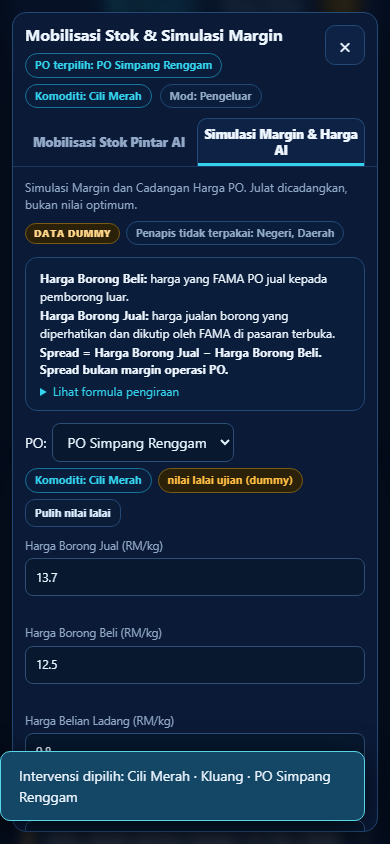 Mobilisasi Stok & Simulasi Margin
×
PO terpilih: PO Simpang Renggam
Komoditi: Cili Merah
Mod: Pengeluar
Mobilisasi Stok Pintar AI
Simulasi Margin & Harga
AI
Simulasi Margin dan Cadangan Harga PO. Julat dicadangkan,
bukan nilai optimum.
DATA DUMMY
Penapis tidak terpakai: Negeri, Daerah
Harga Borong Beli: harga yang FAMA PO jual kepada
pemborong luar.
Harga Borong Jual: harga jualan borong yang
diperhatikan dan dikutip oleh FAMA di pasaran terbuka.
Spread = Harga Borong Jual − Harga Borong Beli.
Spread bukan margin operasi PO.
▶ Lihat formula pengiraan
PO:
PO Simpang Renggam
Komoditi: Cili Merah
nilai lalai ujian (dummy)
Pulih nilai lalai
Harga Borong Jual (RM/kg)
13.7
Harga Borong Beli (RM/kg)
12.5
Harga Belian Ladang (RM/kg)
Intervensi dipilih: Cili Merah · Kluang · PO Simpang
Renggam